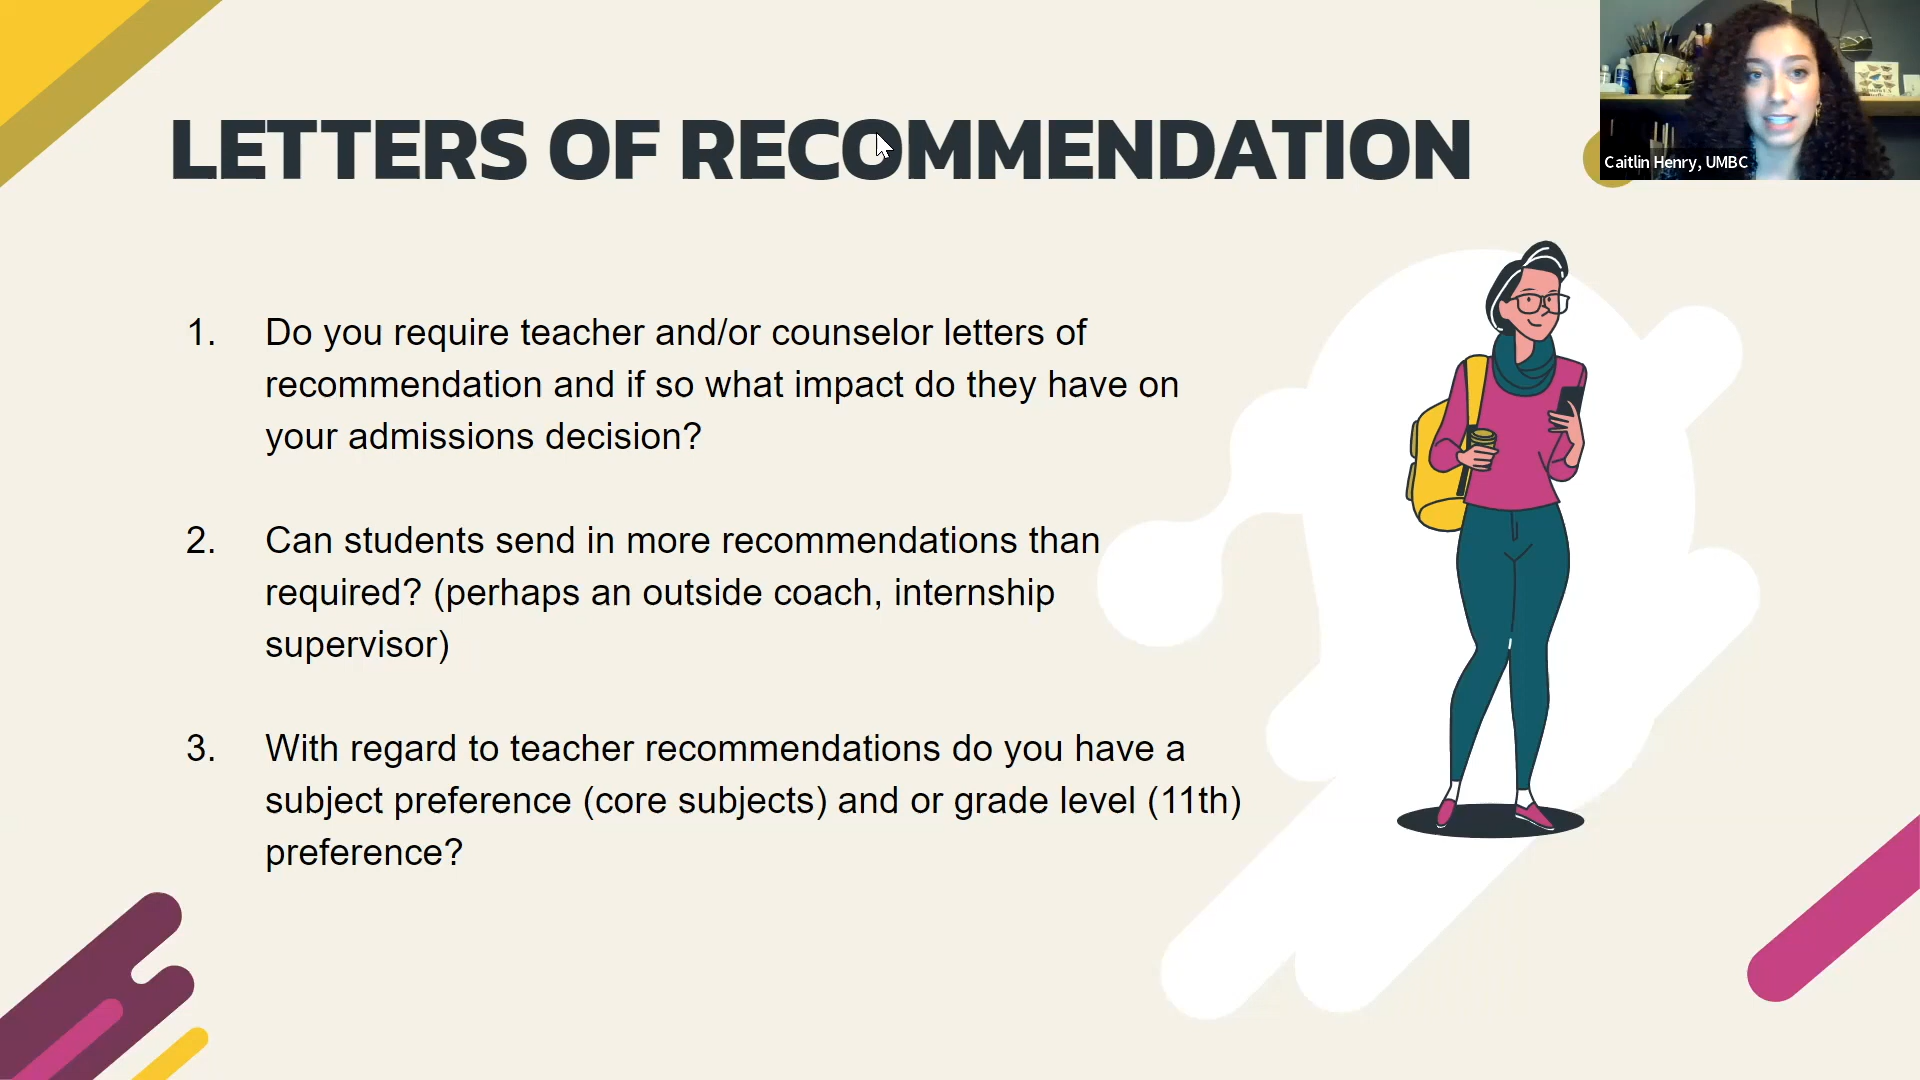 LETTERS OF RECOMMENDATION
Caitlin Henry, UMBC
1. Do you require teacher and/or counselor letters of
recommendation and if so what impact do they have on
your admissions decision?
2. Can students send in more recommendations than
required? (perhaps an outside coach, internship
supervisor)
3. With regard to teacher recommendations do you have a
subject preference (core subjects) and or grade level (11th)
preference?